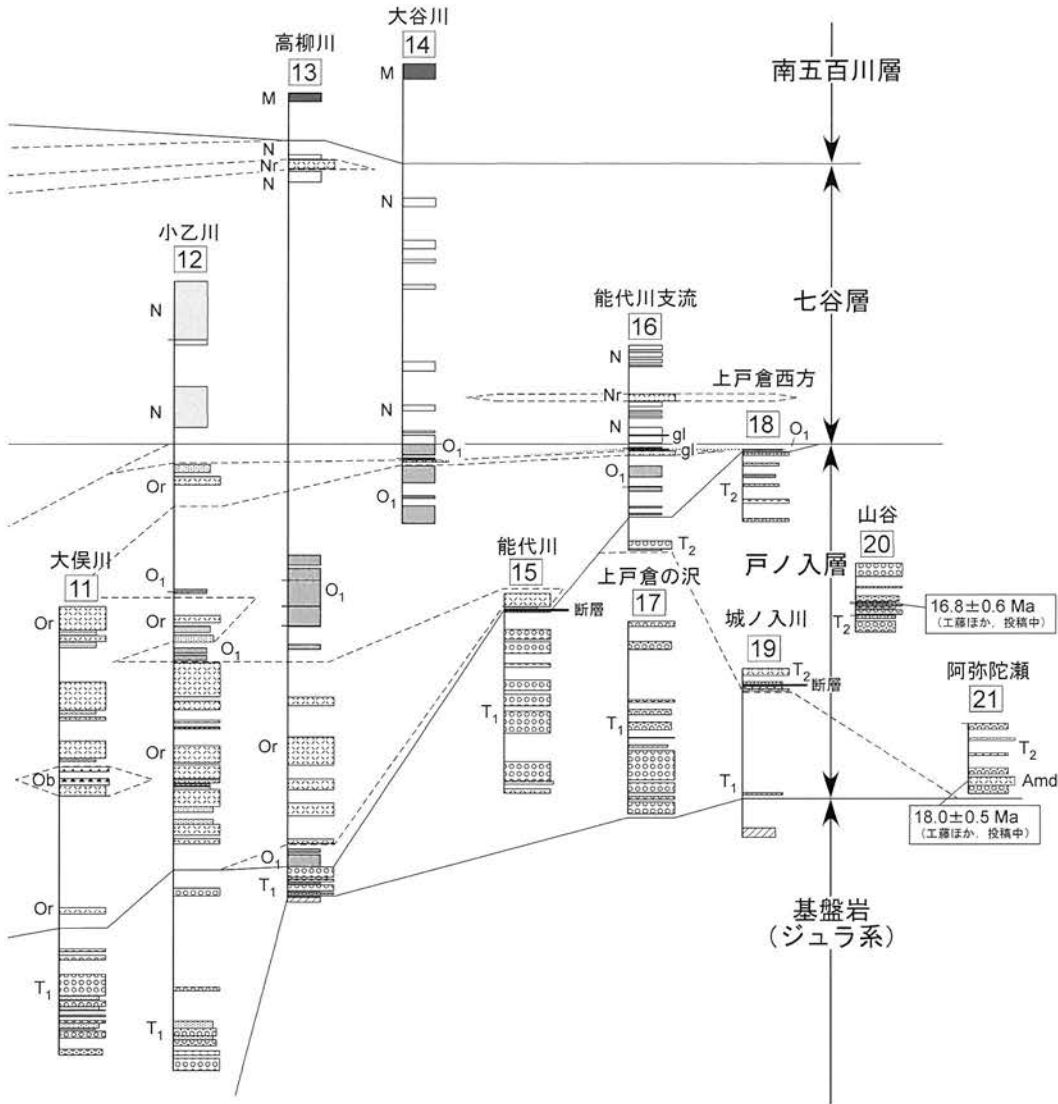 大谷川
14
M
高柳川
13
M
N
Nr
N
南五百川層
N
N
小乙川
12
N
N
Or
O1
Or
O1
Or
T1
七谷層
能代川支流
16
N
Nr
N
gl
gl
O1
T2
上戸倉西方
18
O1
T2
O1
O1
O1
Or
O1
T1
大俣川
11
Or
Ob
Or
T1
能代川
15
断層
T1
上戸倉の沢
17
T1
戸ノ入層
山谷
20
T2
16.8±0.6 Ma
(工藤ほか, 投稿中)
城ノ入川
19
T2
断層
T1
阿弥陀瀬
21
T2
Amd
18.0±0.5 Ma
(工藤ほか, 投稿中)
基盤岩
(ジュラ系)